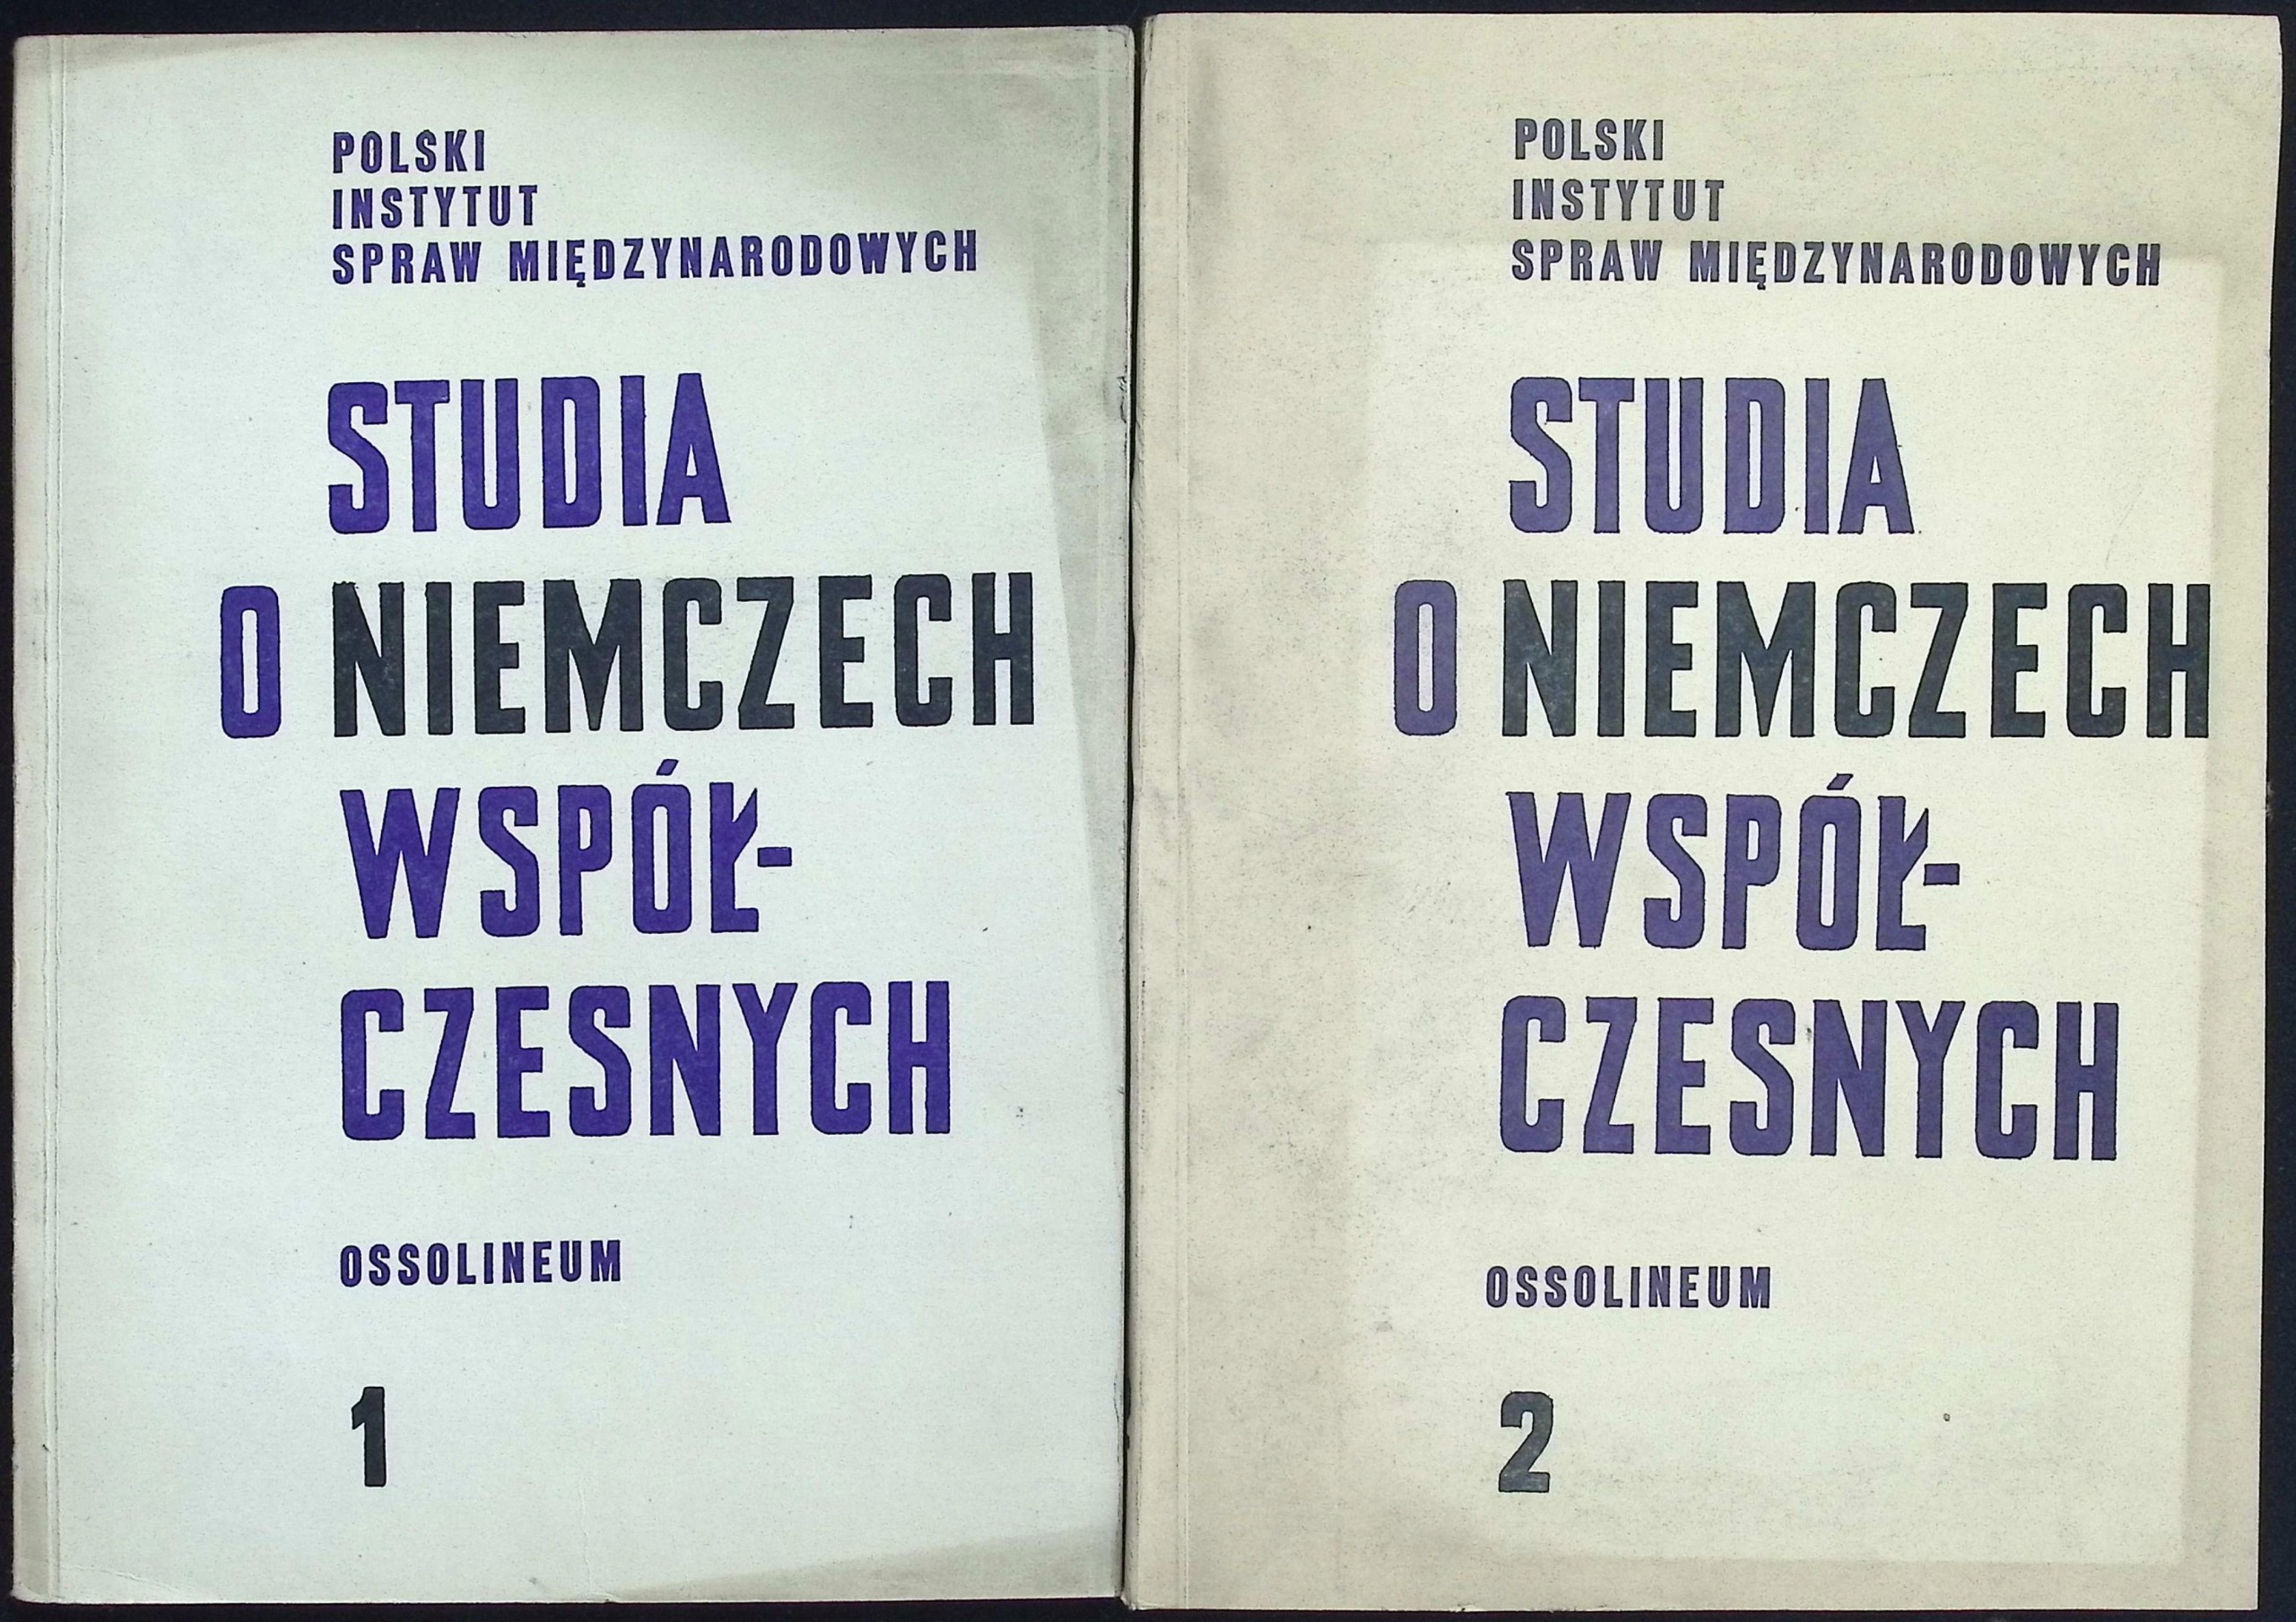 POLSKI
INSTYTUT
SPRAW MIĘDZYNARODOWYCH
STUDIA
O NIEMCZECH
WSPÓŁ-
CZESNYCH
OSSOLINEUM
1
POLSKI
INSTYTUT
SPRAW MIĘDZYNARODOWYCH
STUDIA
O NIEMCZECH
WSPÓŁ-
CZESNYCH
OSSOLINEUM
2